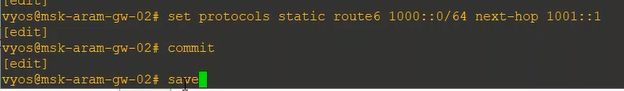 [edit]
vyos@msk-aram-gw-02# set protocols static route6 1000::0/64 next-hop 1001::1
[edit]
vyos@msk-aram-gw-02# commit
[edit]
vyos@msk-aram-gw-02# save